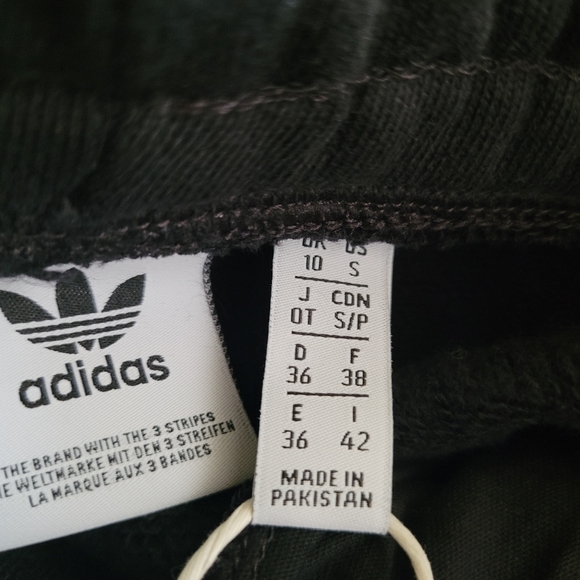 adidas
THE BRAND WITH THE 3 STRIPES
WELTMARKE MIT DEN 3 STREIFEN
LA MARQUE AUX 3 BANDES
UK US
10 S
J CDN
OT S/P
D F
36 38
E I
36 42
MADE IN
PAKISTAN